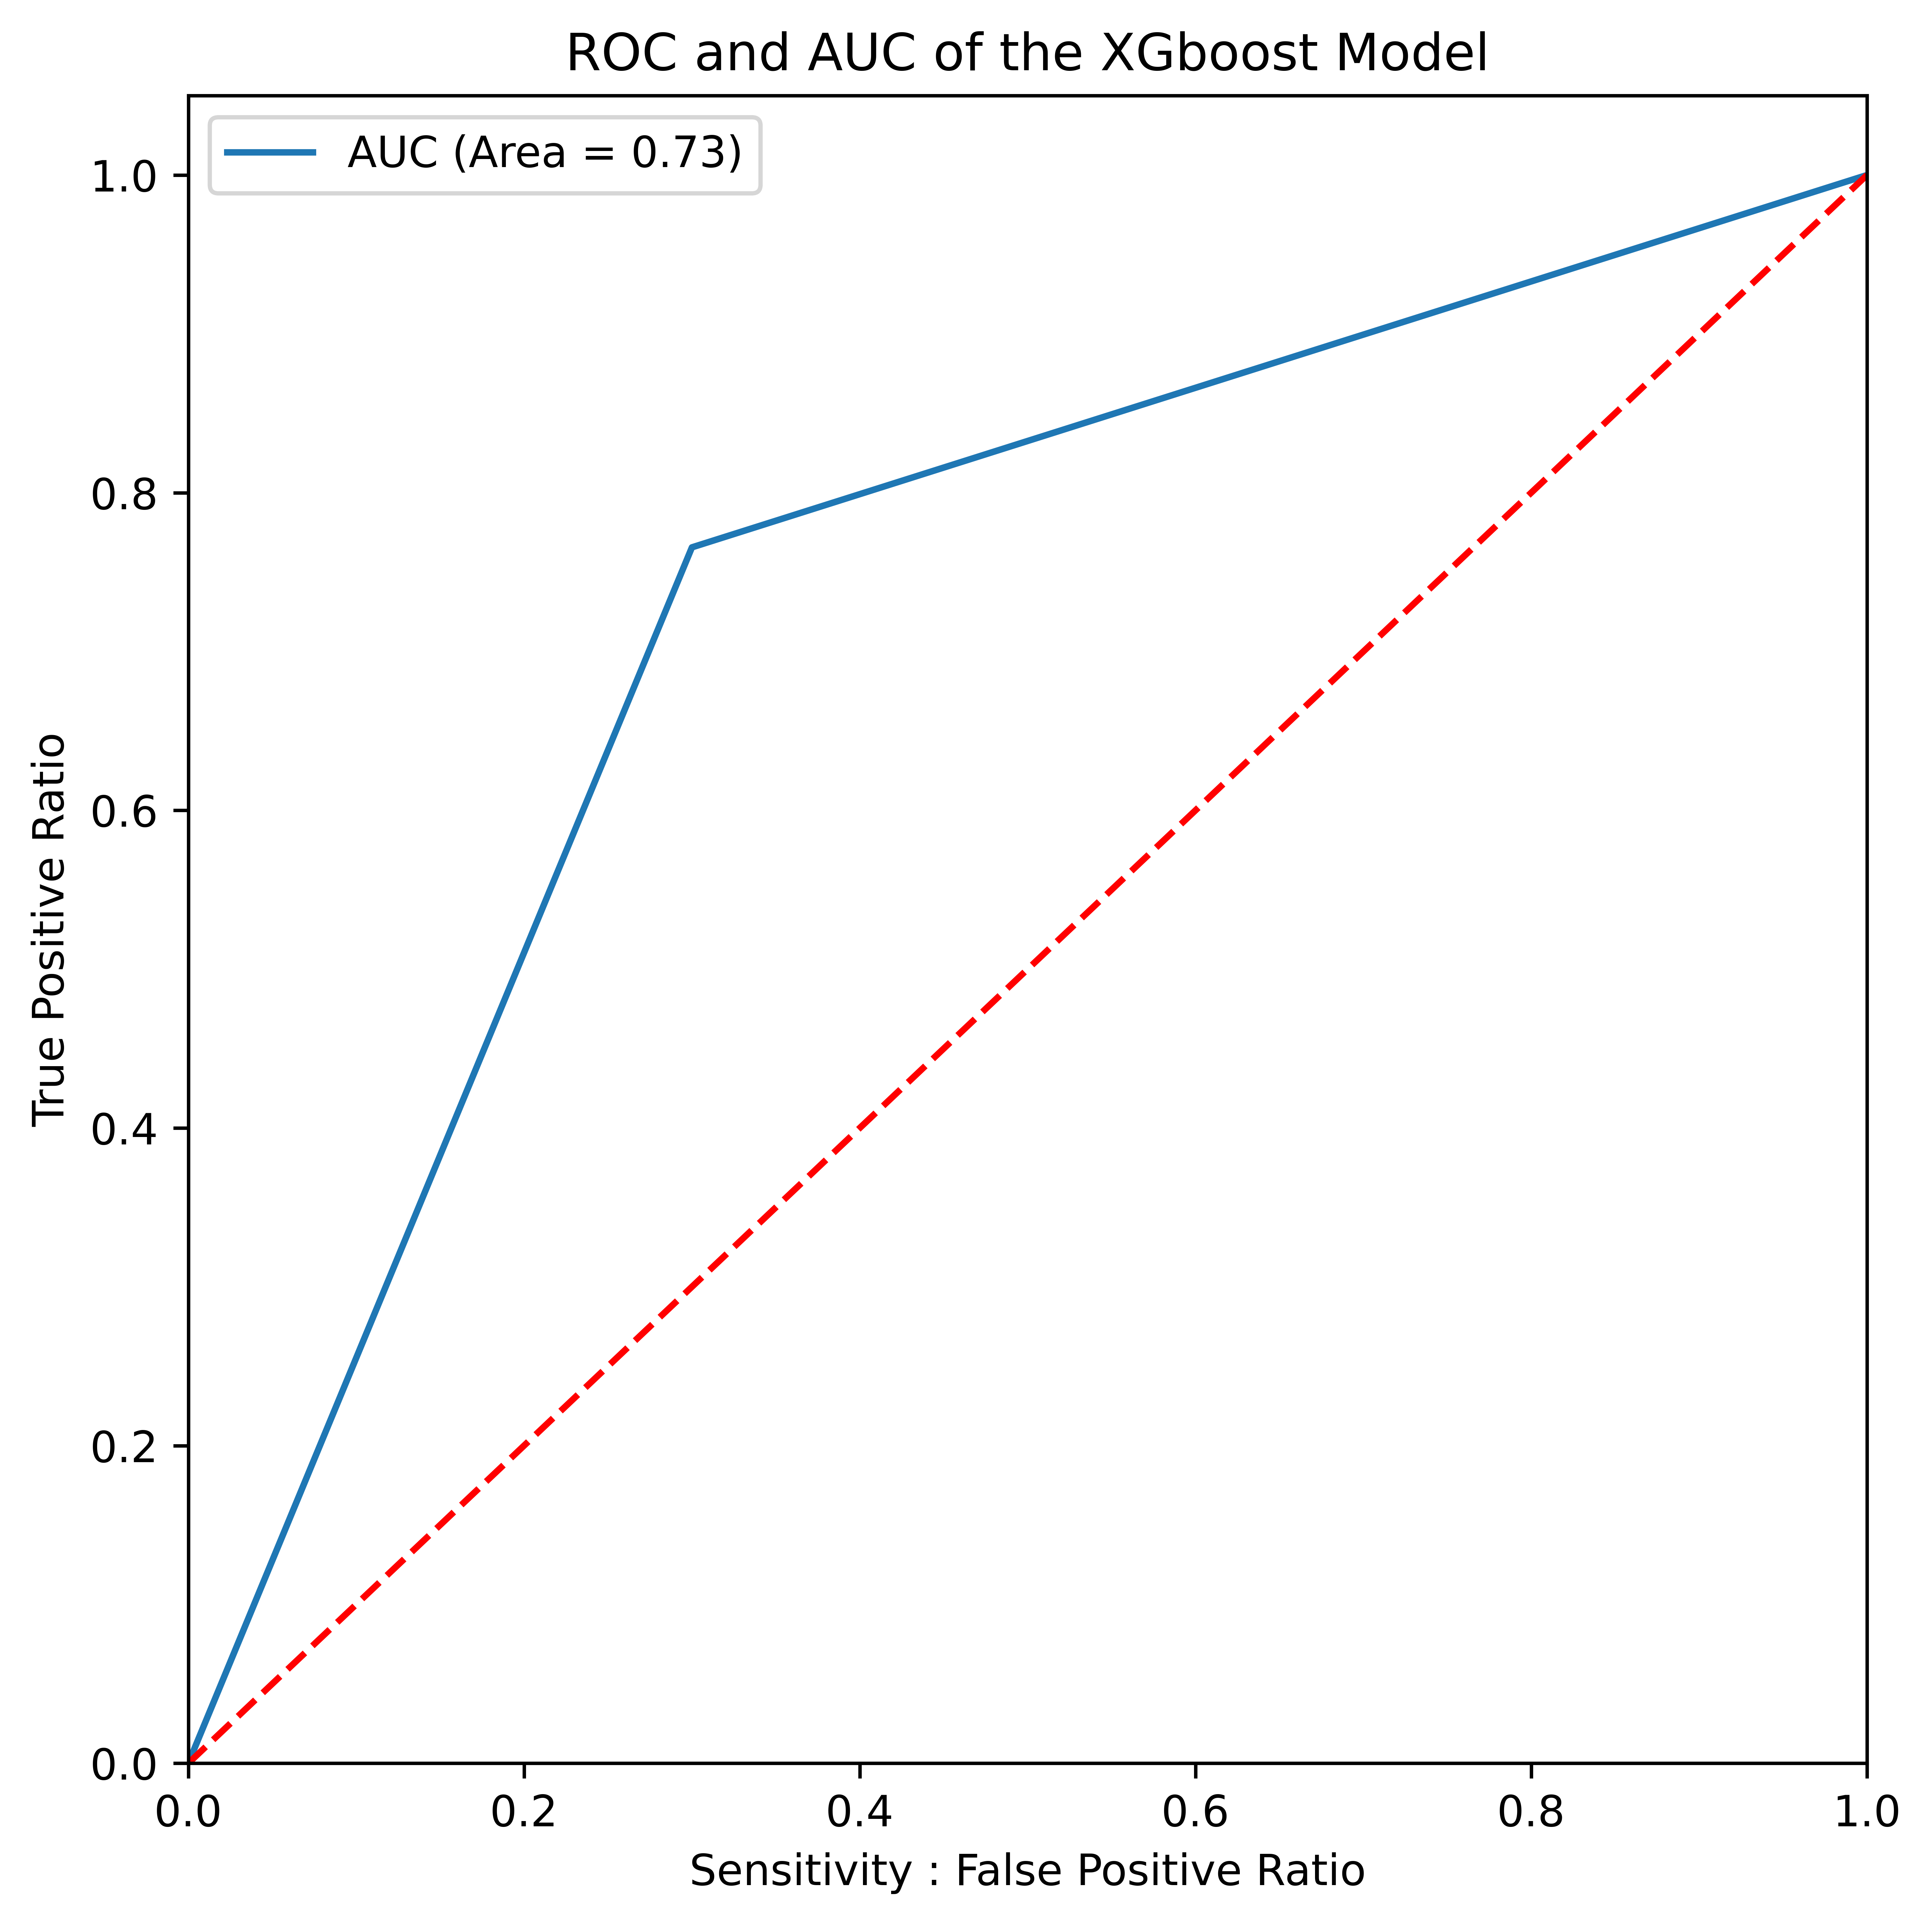 ROC and AUC of the XGboost Model
AUC (Area = 0.73)
True Positive Ratio
1.0
0.8
0.6
0.4
0.2
0.0
0.0 0.2 0.4 0.6 0.8 1.0
Sensitivity : False Positive Ratio